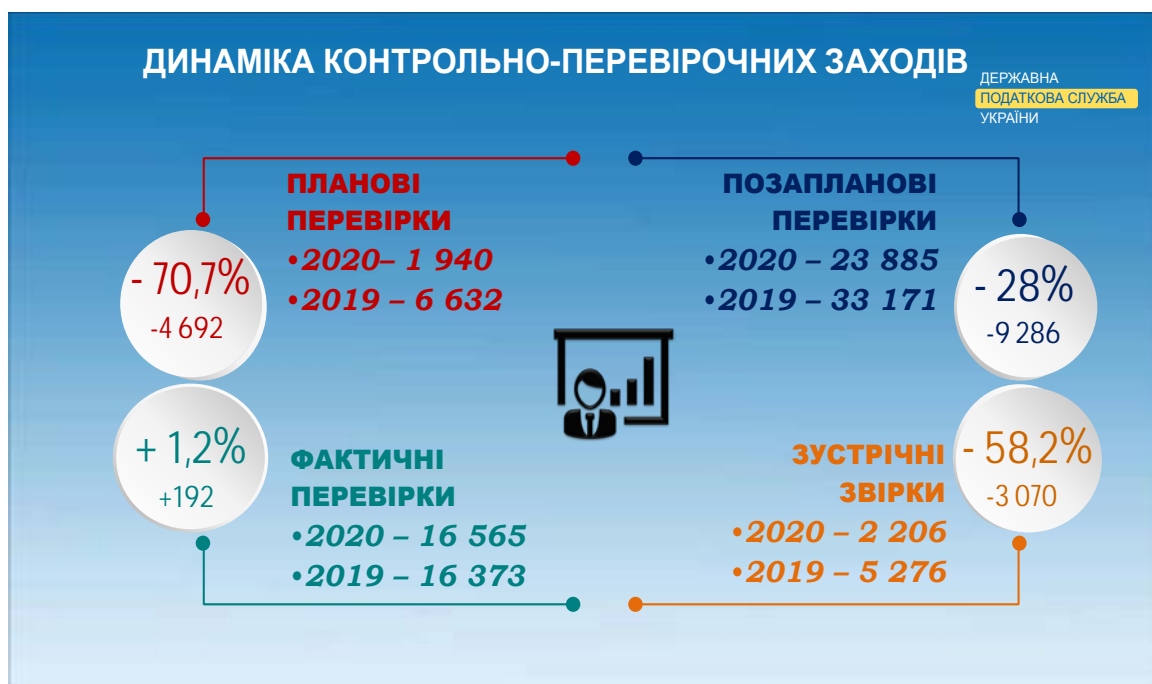 ДИНАМІКА КОНТРОЛЬНО-ПЕРЕВІРОЧНИХ ЗАХОДІВ
ДЕРЖАВНА
ПОДАТКОВА СЛУЖБА
УКРАЇНИ
ПЛАНОВІ
ПЕРЕВІРКИ
•2020– 1 940
•2019 – 6 632
- 70,7%
-4 692
ПОЗАПЛАНОВІ
ПЕРЕВІРКИ
•2020 – 23 885
•2019 – 33 171
- 28%
-9 286
+ 1,2%
+192
ФАКТИЧНІ
ПЕРЕВІРКИ
•2020 – 16 565
•2019 – 16 373
ЗУСТРІЧНІ
ЗВІРКИ
•2020 – 2 206
•2019 – 5 276
- 58,2%
-3 070